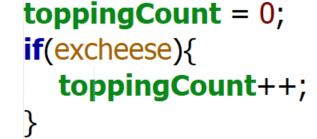 toppingCount = 0;
if(excheese){
toppingCount++;
}